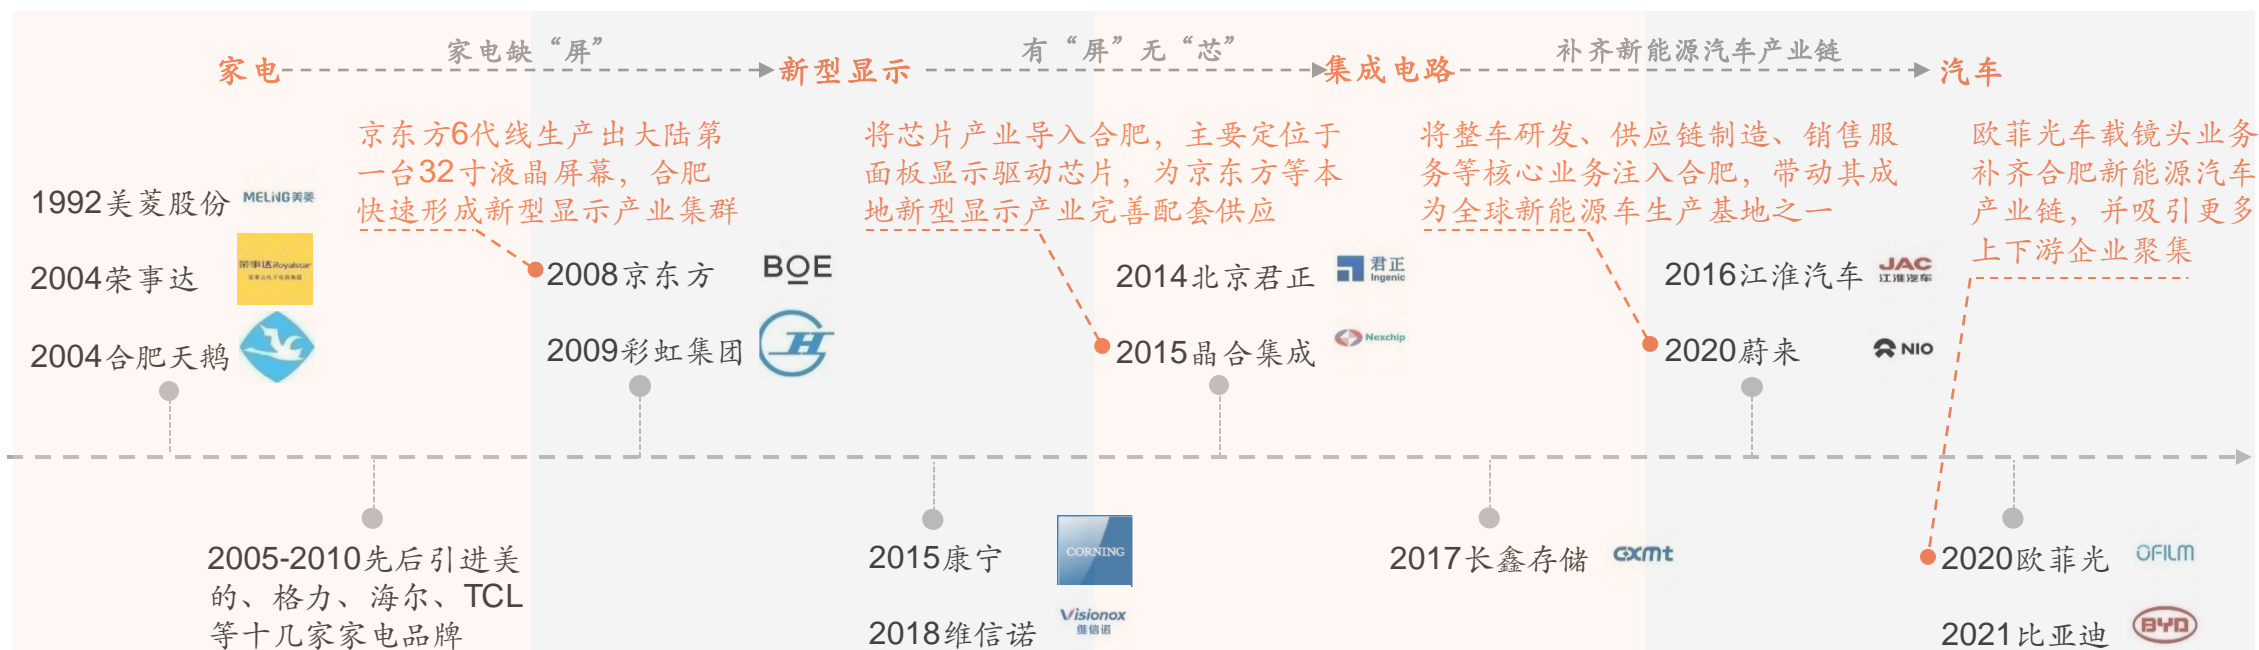 家电缺“屏”
有“屏”无“芯”
补齐新能源汽车产业链
家电
新型显示
集成电路
汽车
京东方6代线生产出大陆第
一台32寸液晶屏幕，合肥
快速形成新型显示产业集群
将芯片产业导入合肥，主要定位于
面板显示驱动芯片，为京东方等本
地新型显示产业完善配套供应
将整车研发、供应链制造、销售服
务等核心业务注入合肥，带动其成
为全球新能源车生产基地之一
欧菲光车载镜头业务
补齐合肥新能源汽车
产业链，并吸引更多
上下游企业聚集
1992美菱股份
MELiNG美菱
2004荣事达
荣事达Royalstar
2004合肥天鹅
2008京东方
BOE
2009彩虹集团
2014北京君正
君正
Ingenic
2015晶合集成
Nexchip
2016江淮汽车
JAC
江淮汽车
2020蔚来
NIO
2005-2010先后引进美
的、格力、海尔、TCL
等十几家家电品牌
2015康宁
CORNING
2018维信诺
Visionox
维信诺
2017长鑫存储
cxmt
2020欧菲光
OFILM
2021比亚迪
BYD